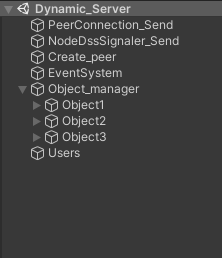 Dynamic_Server
PeerConnection_Send
NodeDssSignaler_Send
Create_peer
EventSystem
Object_manager
Object1
Object2
Object3
Users